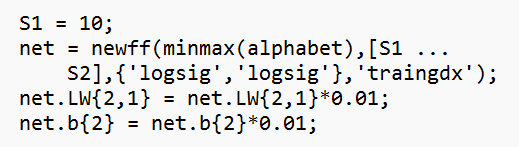 S1 = 10;
net = newff(minmax(alphabet),[S1 ...
S2],{'logsig','logsig'},'traingdx');
net.LW{2,1} = net.LW{2,1}*0.01;
net.b{2} = net.b{2}*0.01;